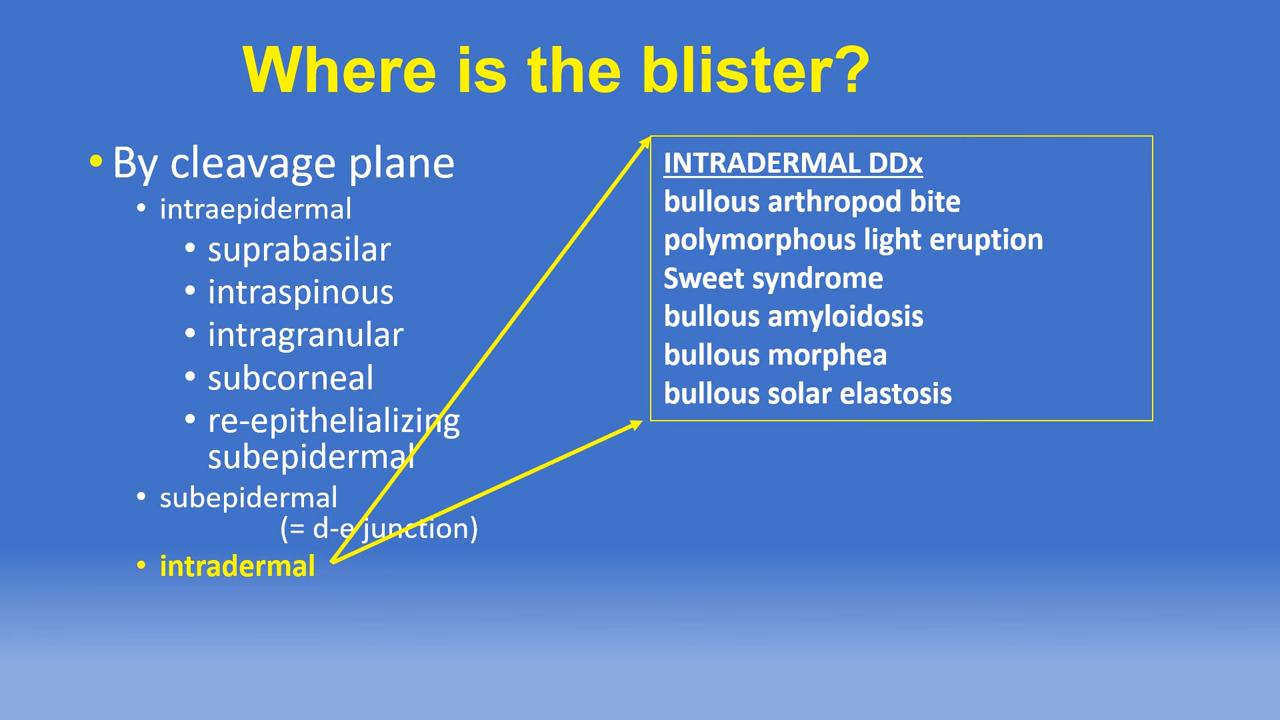 Where is the blister?
• By cleavage plane
• intraepidermal
• suprabasilar
• intraspinous
• intragranular
• subcorneal
• re-epithelializing
subepidermal
• subepidermal
(= d-e junction)
• intradermal
INTRADERMAL DDx
bullous arthropod bite
polymorphous light eruption
Sweet syndrome
bullous amyloidosis
bullous morphea
bullous solar elastosis